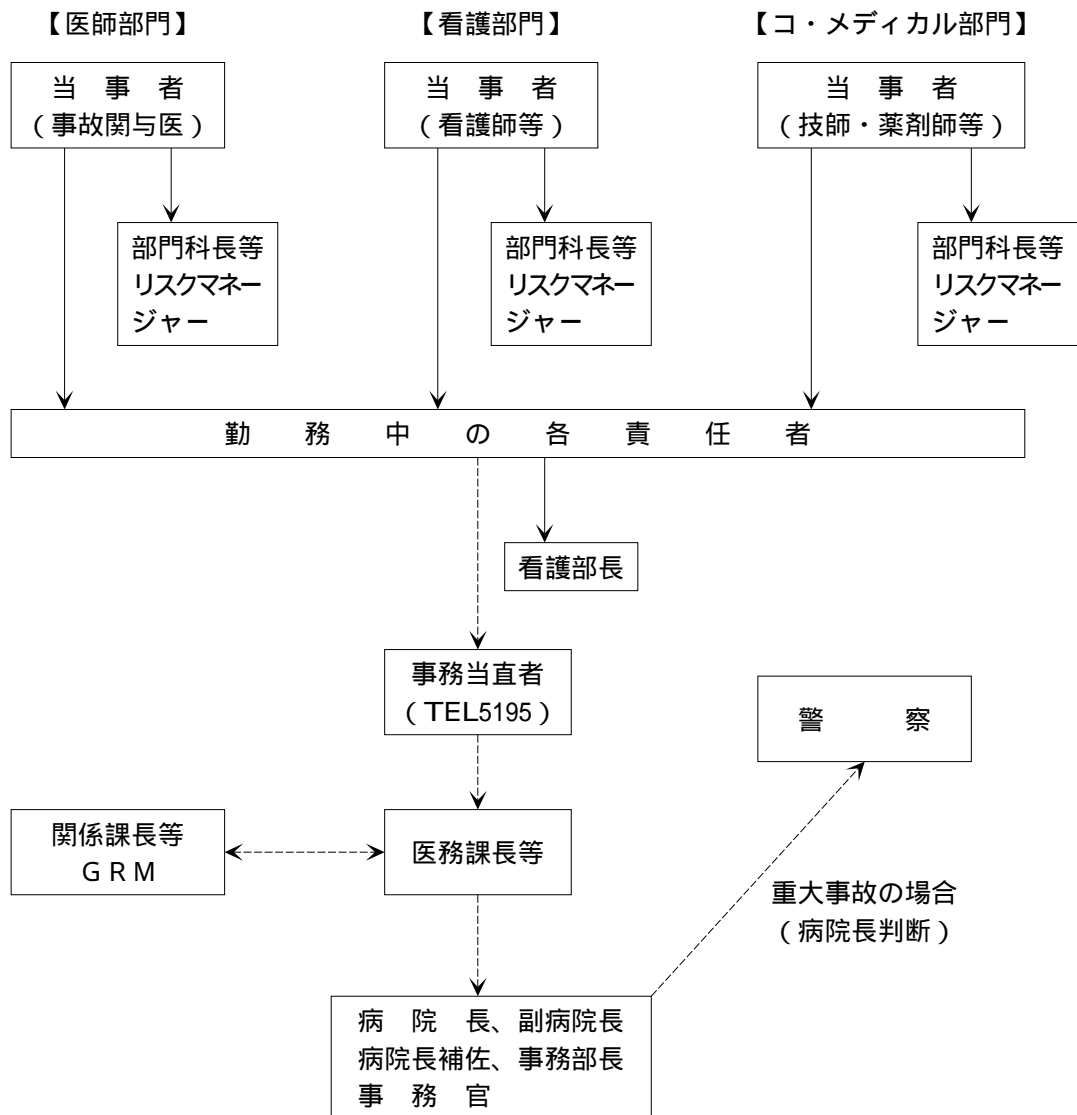 【医師部門】
【看護部門】
【コ・メディカル部門】
当　事　者
（事故関与医）
当　事　者
（看護師等）
当　事　者
（技師・薬剤師等）
部門科長等
リスクマネー
ジャー
部門科長等
リスクマネー
ジャー
部門科長等
リスクマネー
ジャー
勤　務　中　の　各　責　任　者
看護部長
事務当直者
（TEL5195）
警　　察
関係課長等
ＧＲＭ
医務課長等
重大事故の場合
（病院長判断）
病　院　長、副病院長
病院長補佐、事務部長
事　務　官